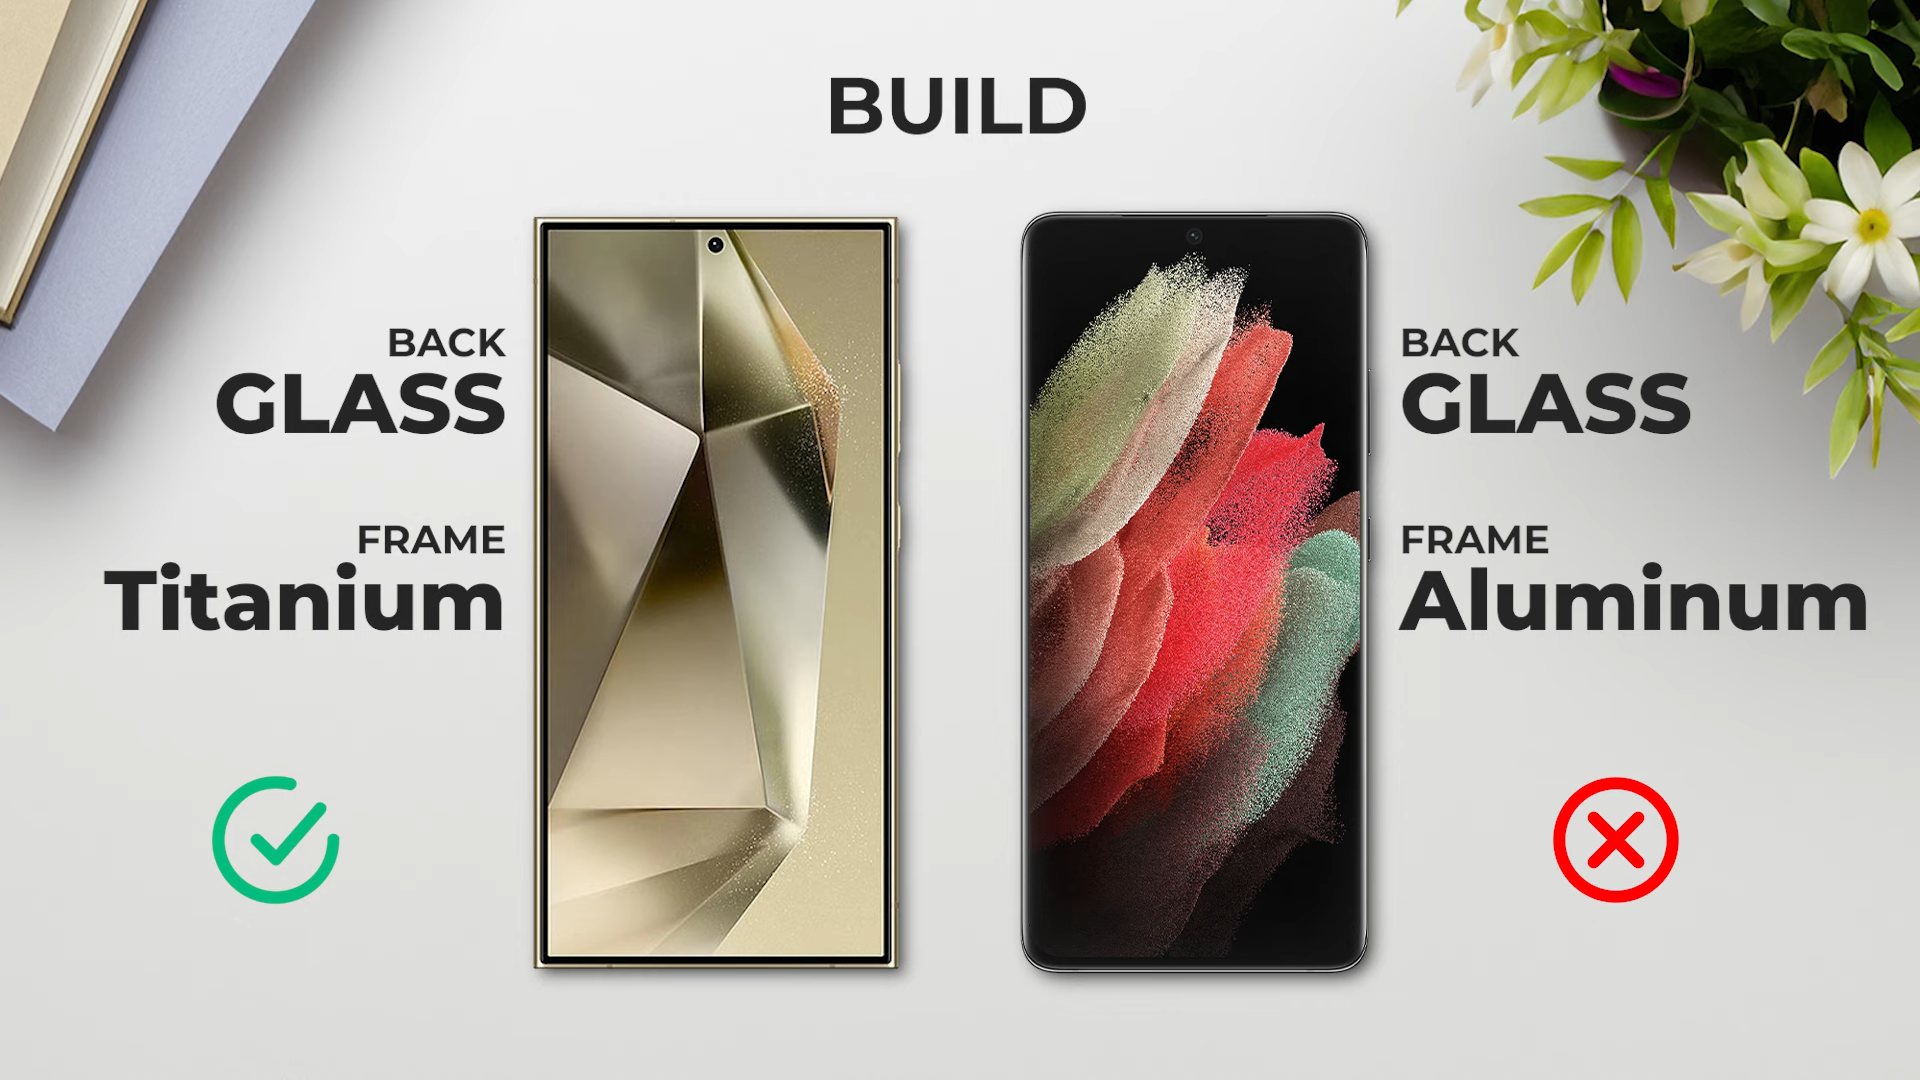 BUILD
BACK
GLASS
FRAME
Titanium
BACK
GLASS
FRAME
Aluminum